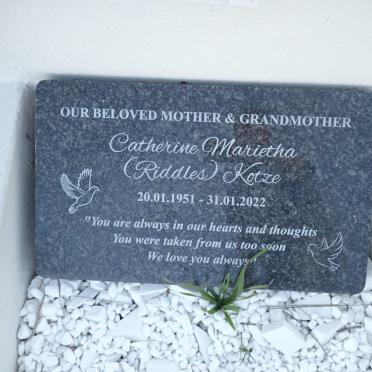 OUR BELOVED MOTHER & GRANDMOTHER
Catherine Marietha
(Riddles) Kotze
20.01.1951 - 31.01.2022
"You are always in our hearts and thoughts
You were taken from us too soon
We love you always"